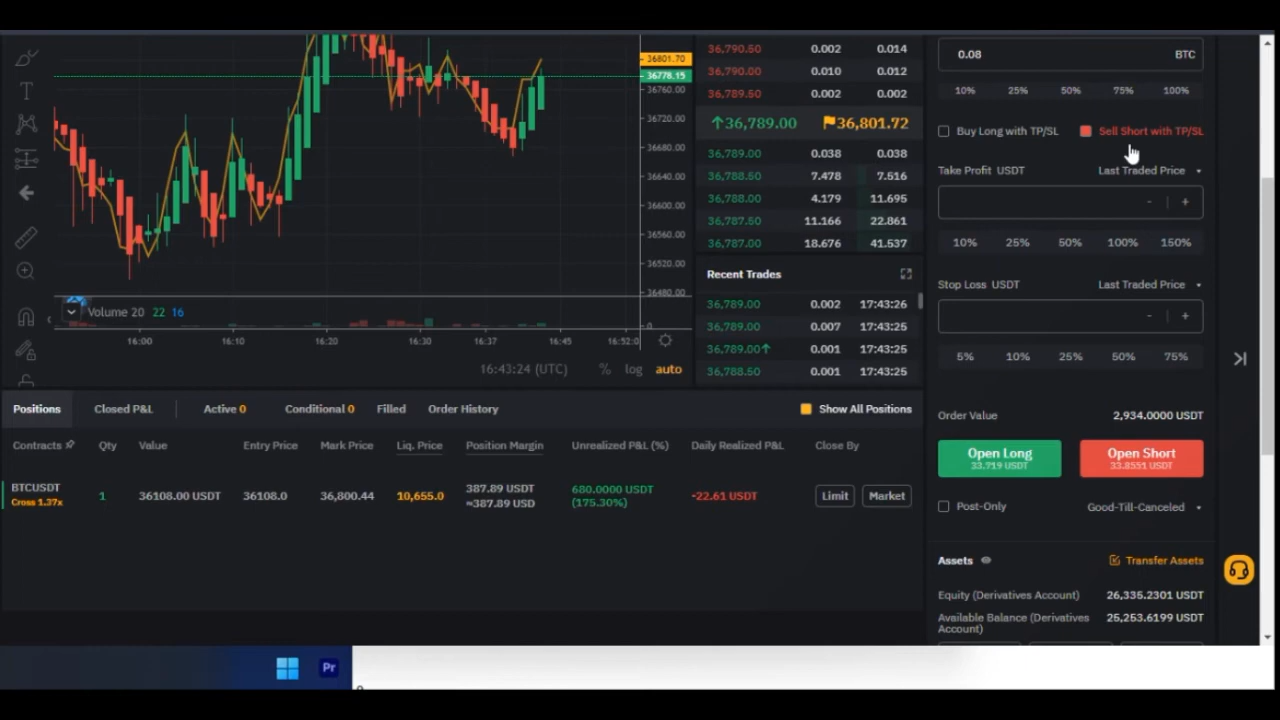 36801.70
36778.15
36760.00
36720.00
36680.00
36640.00
36600.00
36560.00
36520.00
36480.00
Volume 20 22 16
0
16:00 16:10 16:20 16:30 16:37 16:45 16:52:0
16:43:24 (UTC) % log auto
36,790.50 0.002 0.014
36,790.00 0.010 0.012
36,789.50 0.002 0.002
↑36,789.00 36,801.72
36,789.00 0.038 0.038
36,788.50 7.478 7.516
36,788.00 4.179 11.695
36,787.50 11.166 22.861
36,787.00 18.676 41.537
Recent Trades
36,789.00 0.002 17:43:26
36,789.00 0.007 17:43:25
36,789.00↑ 0.001 17:43:25
36,788.50 0.001 17:43:25
0.08 BTC
10% 25% 50% 75% 100%
Buy Long with TP/SL Sell Short with TP/SL
Take Profit USDT Last Traded Price
- +
10% 25% 50% 100% 150%
Stop Loss USDT Last Traded Price
- +
5% 10% 25% 50% 75%
Order Value 2,934.0000 USDT
Open Long Open Short
33.719 USDT 33.8551 USDT
Post-Only Good-Till-Canceled
Assets Transfer Assets
Equity (Derivatives Account) 26,335.2301 USDT
Available Balance (Derivatives 25,253.6199 USDT
Account)
Positions Closed P&L Active 0 Conditional 0 Filled Order History Show All Positions
Contracts Qty Value Entry Price Mark Price Liq. Price Position Margin Unrealized P&L (%) Daily Realized P&L Close By
BTCUSDT 1 36108.00 USDT 36108.0 36,800.44 10,655.0 387.89 USDT 680.0000 USDT -22.61 USDT Limit Market
Cross 1.37x ≈387.89 USD (175.30%)
Pr